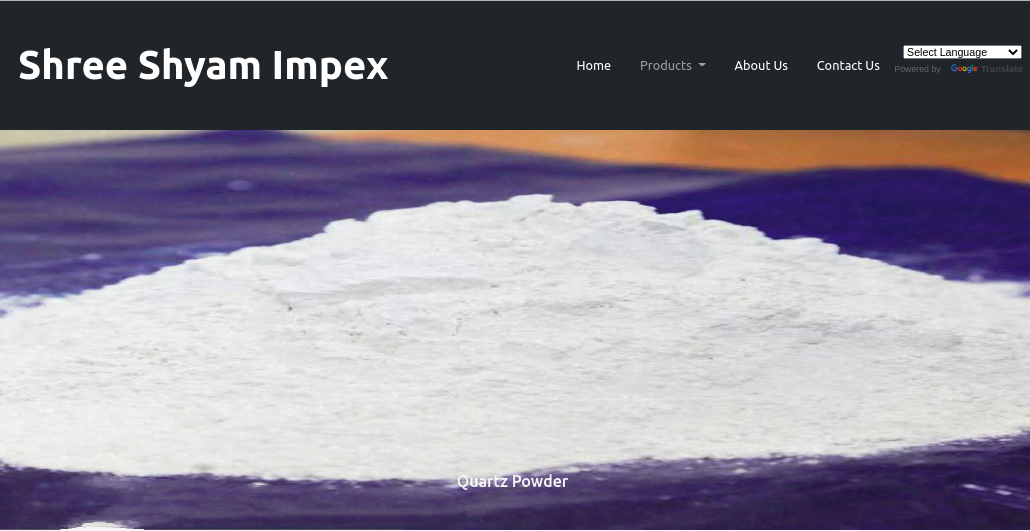 Shree Shyam Impex
Home
Products
About Us
Contact Us
Select Language
Powered by Google Translate
Quartz Powder